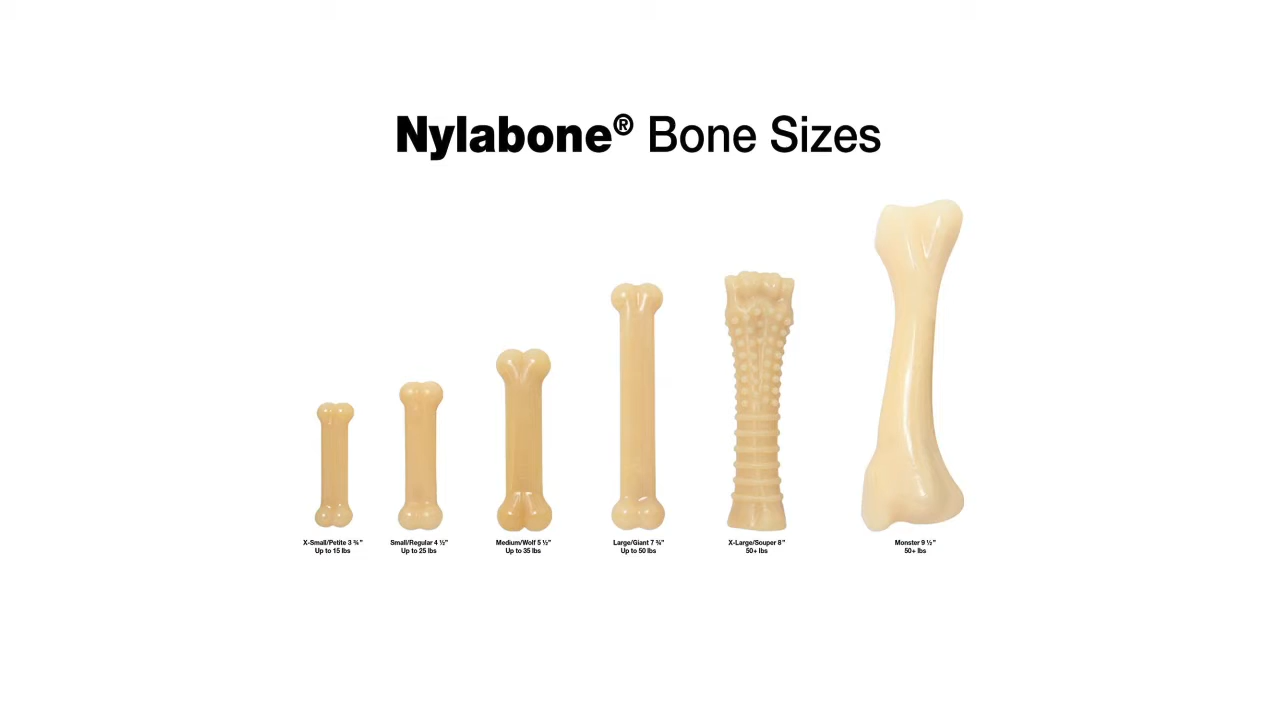 Nylabone® Bone Sizes
X-Small/Petite 3 ¾"
Up to 15 lbs
Small/Regular 4 ½"
Up to 25 lbs
Medium/Wolf 5 ½"
Up to 35 lbs
Large/Giant 7 ¾"
Up to 50 lbs
X-Large/Souper 8"
50+ lbs
Monster 9 ½"
50+ lbs